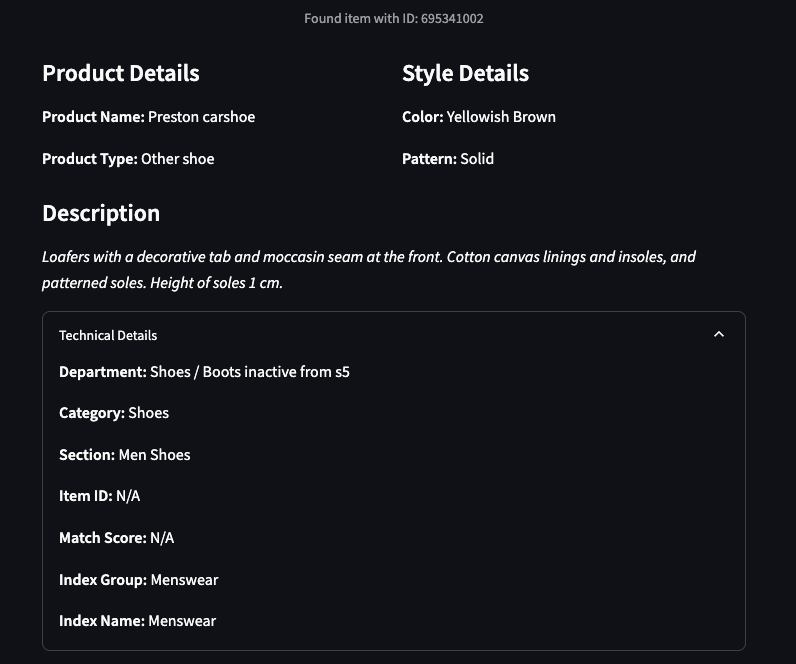 Found item with ID: 695341002
Product Details
Product Name: Preston carshoe
Product Type: Other shoe
Style Details
Color: Yellowish Brown
Pattern: Solid
Description
Loafers with a decorative tab and moccasin seam at the front. Cotton canvas linings and insoles, and
patterned soles. Height of soles 1 cm.
Technical Details
Department: Shoes / Boots inactive from s5
Category: Shoes
Section: Men Shoes
Item ID: N/A
Match Score: N/A
Index Group: Menswear
Index Name: Menswear